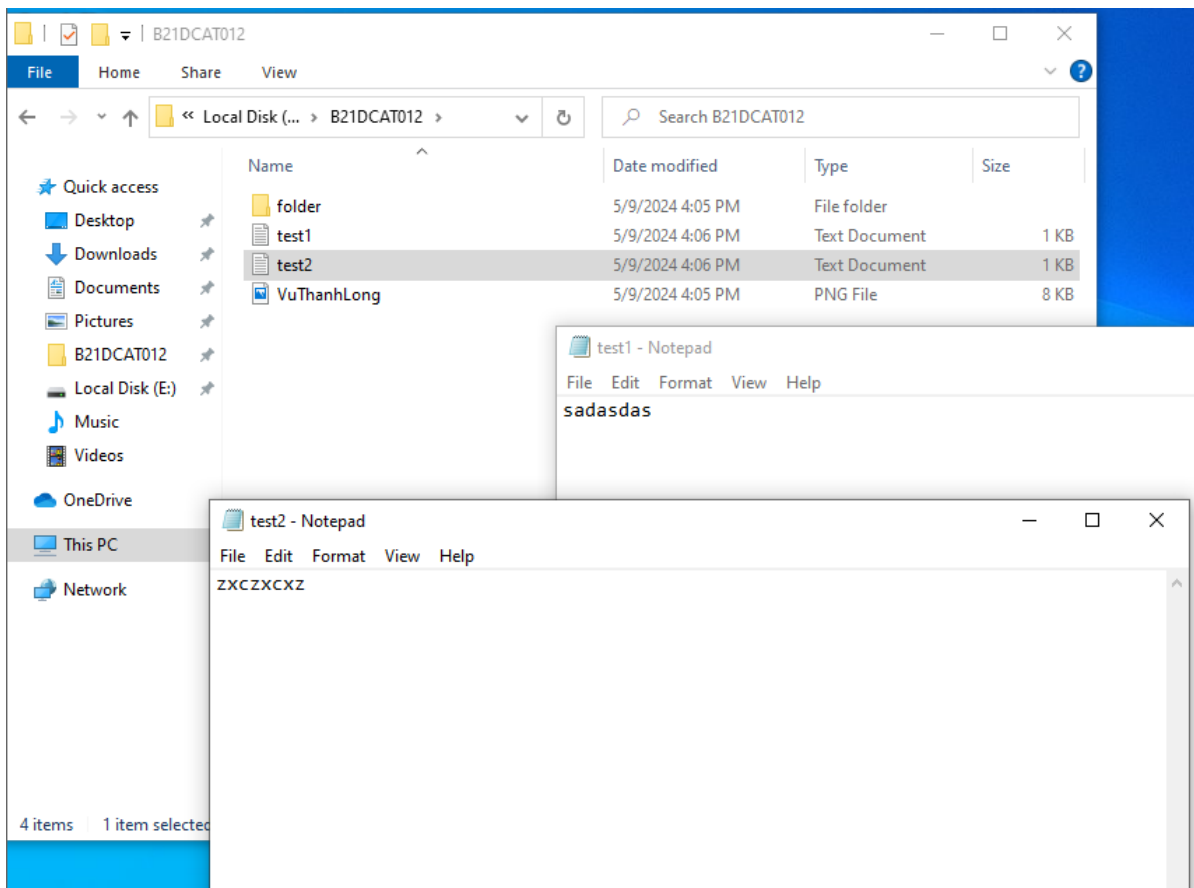 B21DCAT012
File Home Share View
« Local Disk (... › B21DCAT012 › Search B21DCAT012
Name Date modified Type Size
Quick access
folder 5/9/2024 4:05 PM File folder
Desktop
test1 5/9/2024 4:06 PM Text Document 1 KB
Downloads
test2 5/9/2024 4:06 PM Text Document 1 KB
Documents
VuThanhLong 5/9/2024 4:05 PM PNG File 8 KB
Pictures
B21DCAT012
Local Disk (E:)
Music
Videos
OneDrive
This PC
Network
4 items 1 item selected
test1 - Notepad
File Edit Format View Help
sadasdas
test2 - Notepad
File Edit Format View Help
zxczxcxz